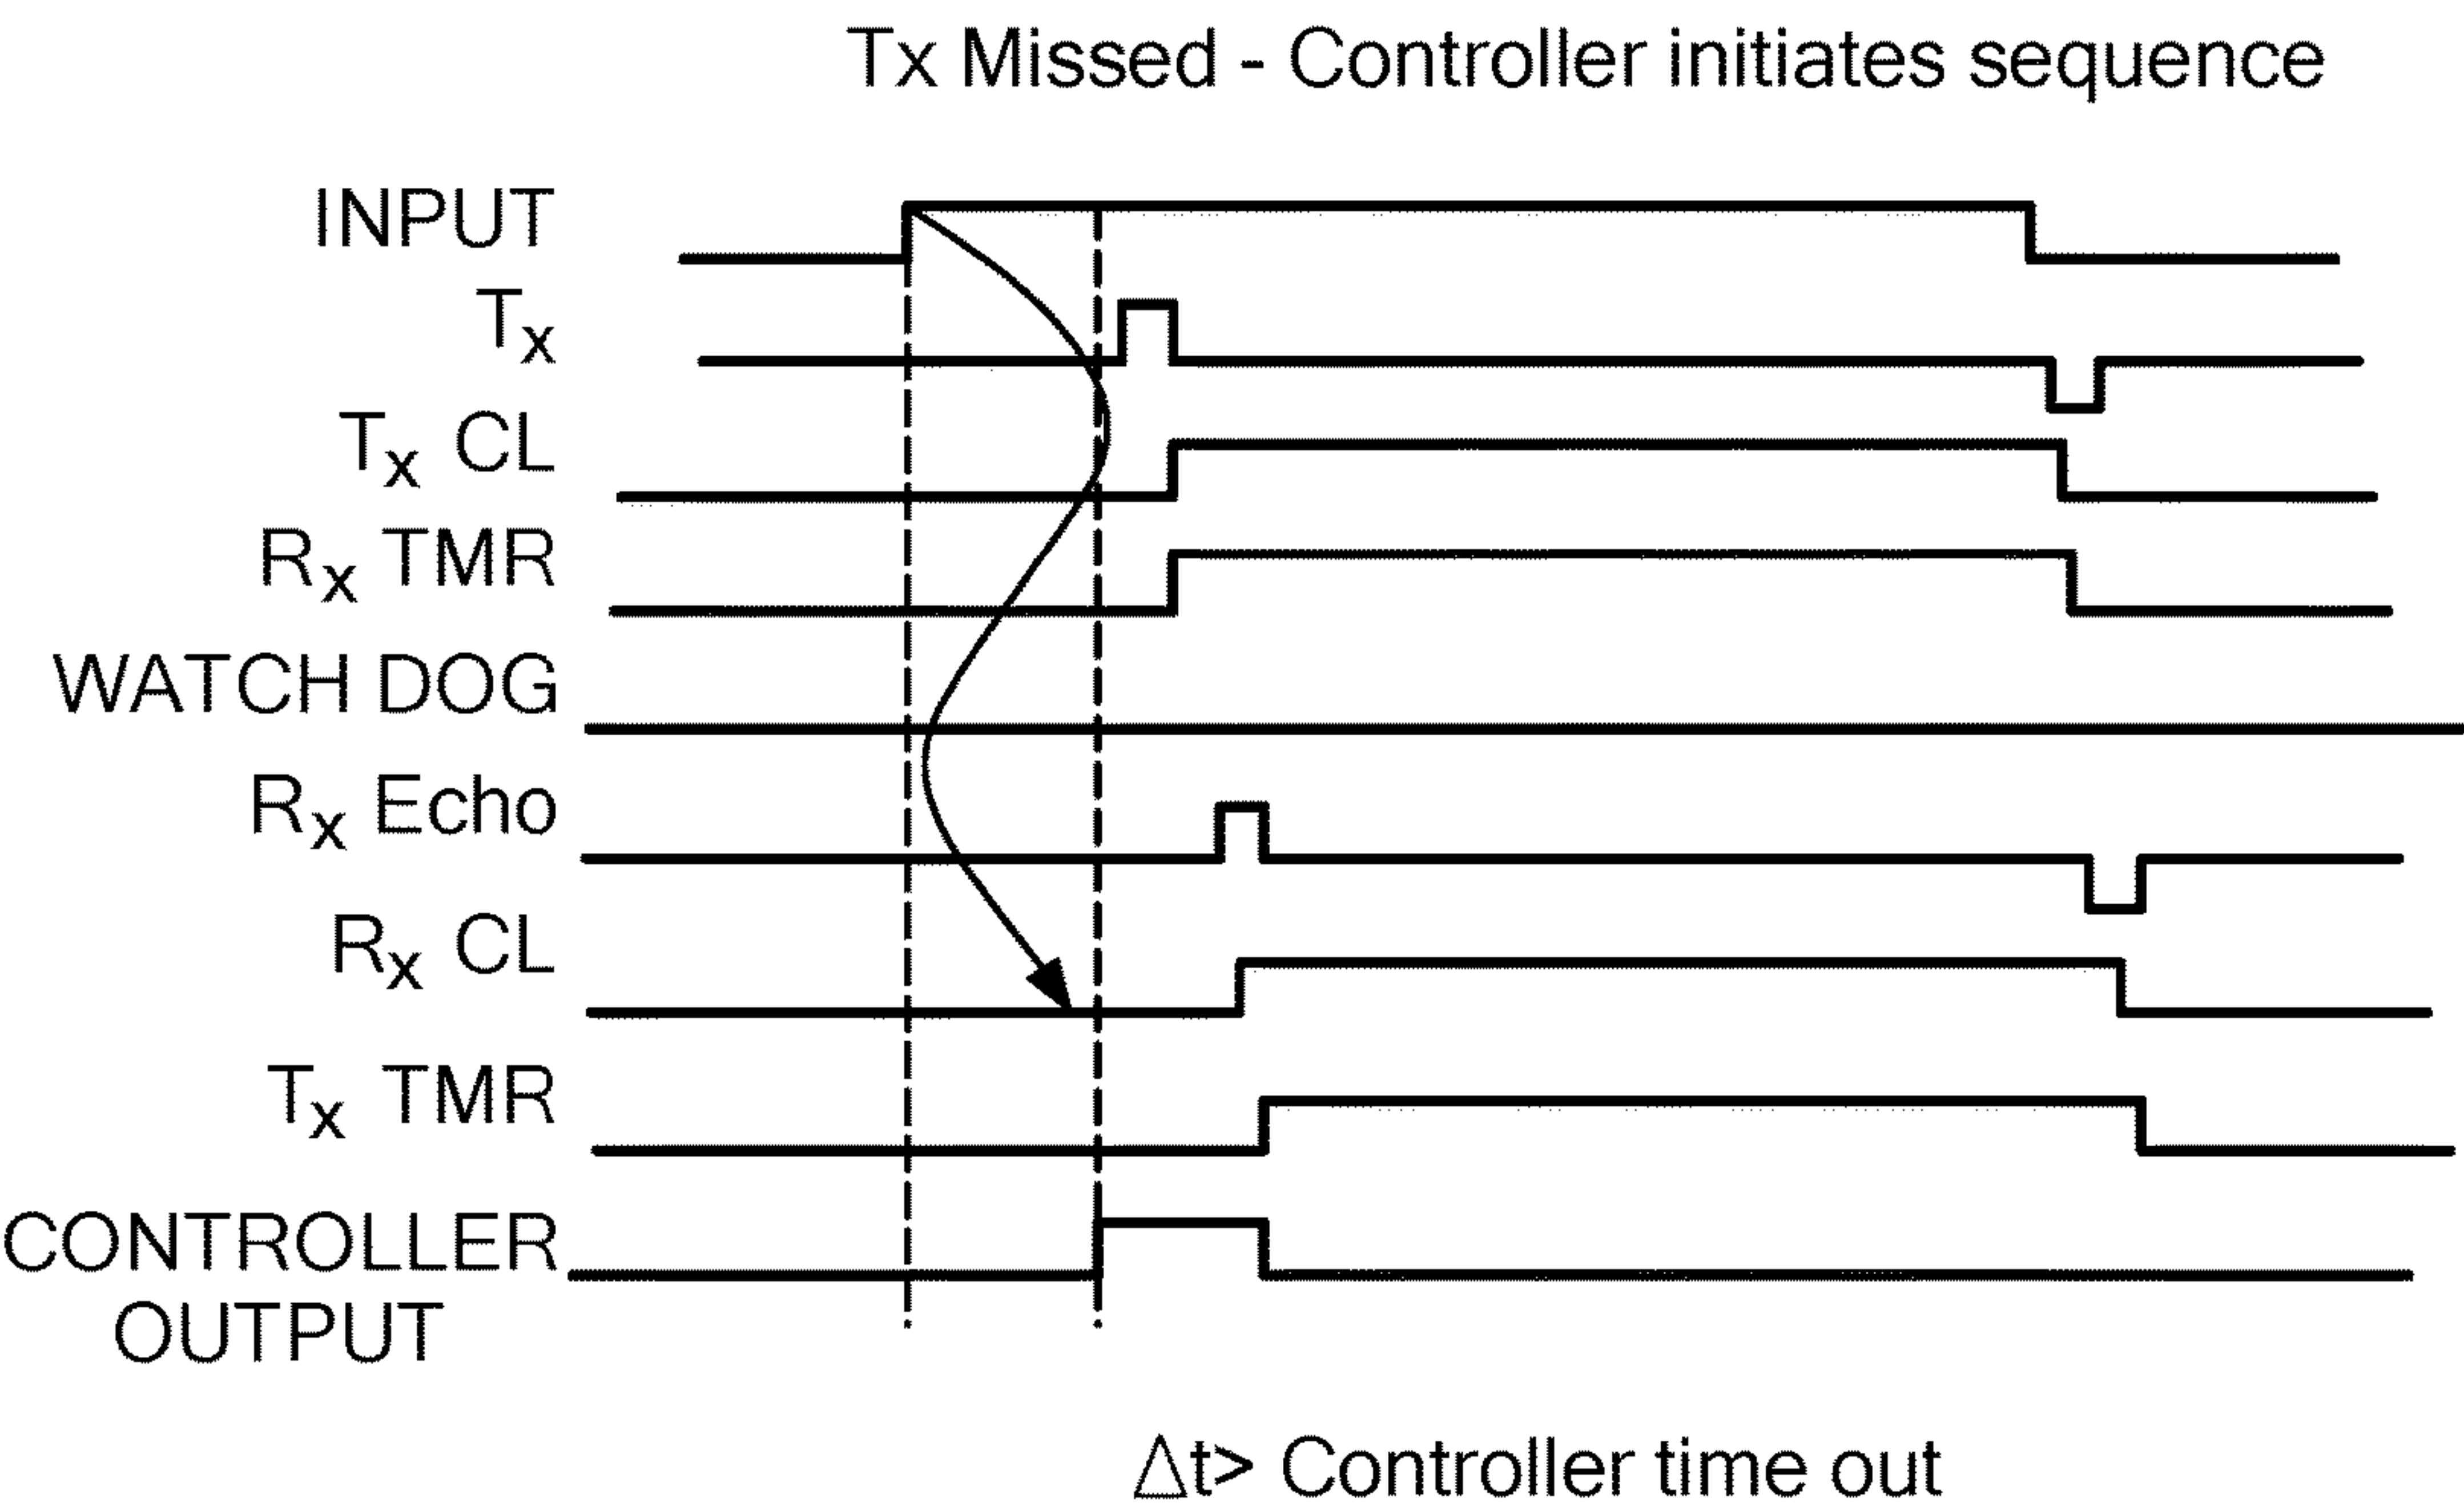 Tx Missed - Controller initiates sequence
INPUT
Tx
Tx CL
Rx TMR
WATCH DOG
Rx Echo
Rx CL
Tx TMR
CONTROLLER
OUTPUT
Δt> Controller time out